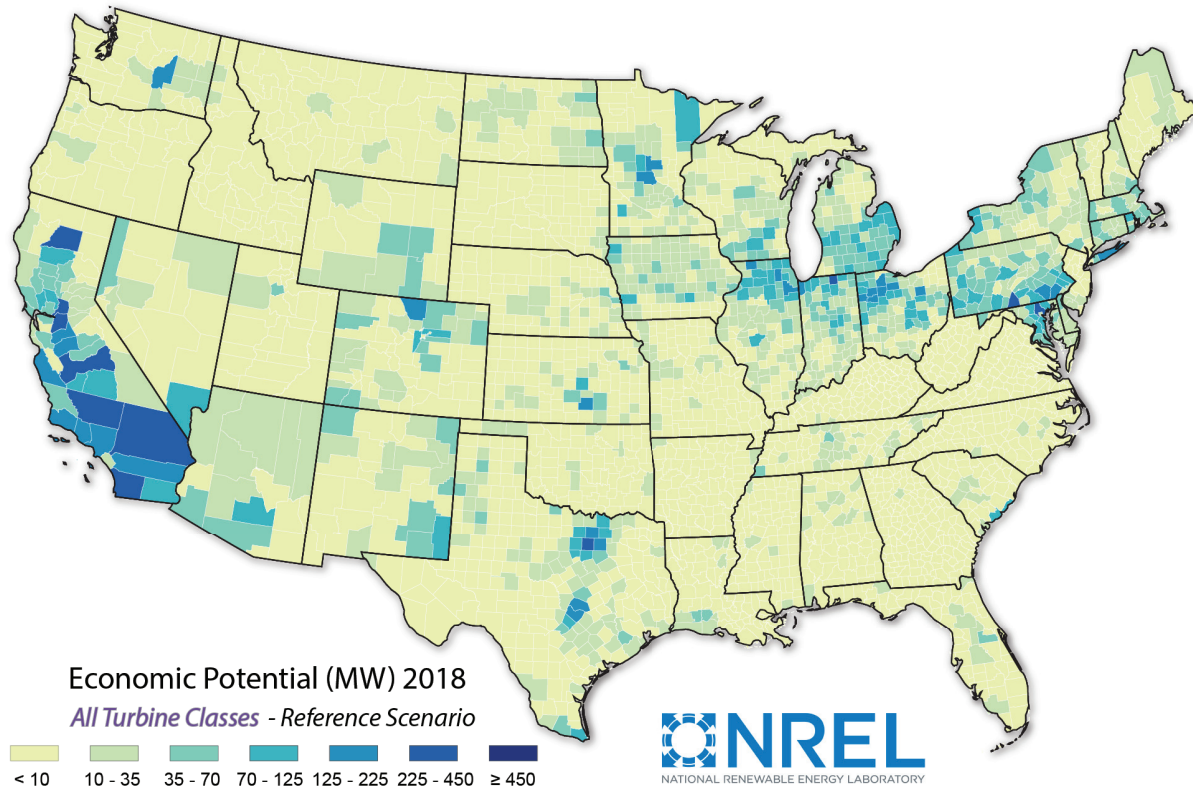 Economic Potential (MW) 2018
All Turbine Classes - Reference Scenario
< 10 10 - 35 35 - 70 70 - 125 125 - 225 225 - 450 ≥ 450
NREL
NATIONAL RENEWABLE ENERGY LABORATORY